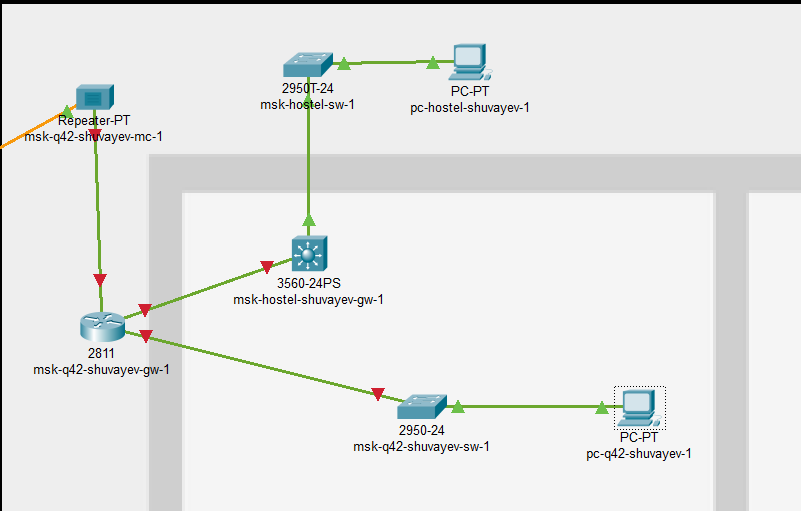 2950T-24
msk-hostel-sw-1
PC-PT
pc-hostel-shuvayev-1
Repeater-PT
msk-q42-shuvayev-mc-1
3560-24PS
msk-hostel-shuvayev-gw-1
2811
msk-q42-shuvayev-gw-1
2950-24
msk-q42-shuvayev-sw-1
PC-PT
pc-q42-shuvayev-1